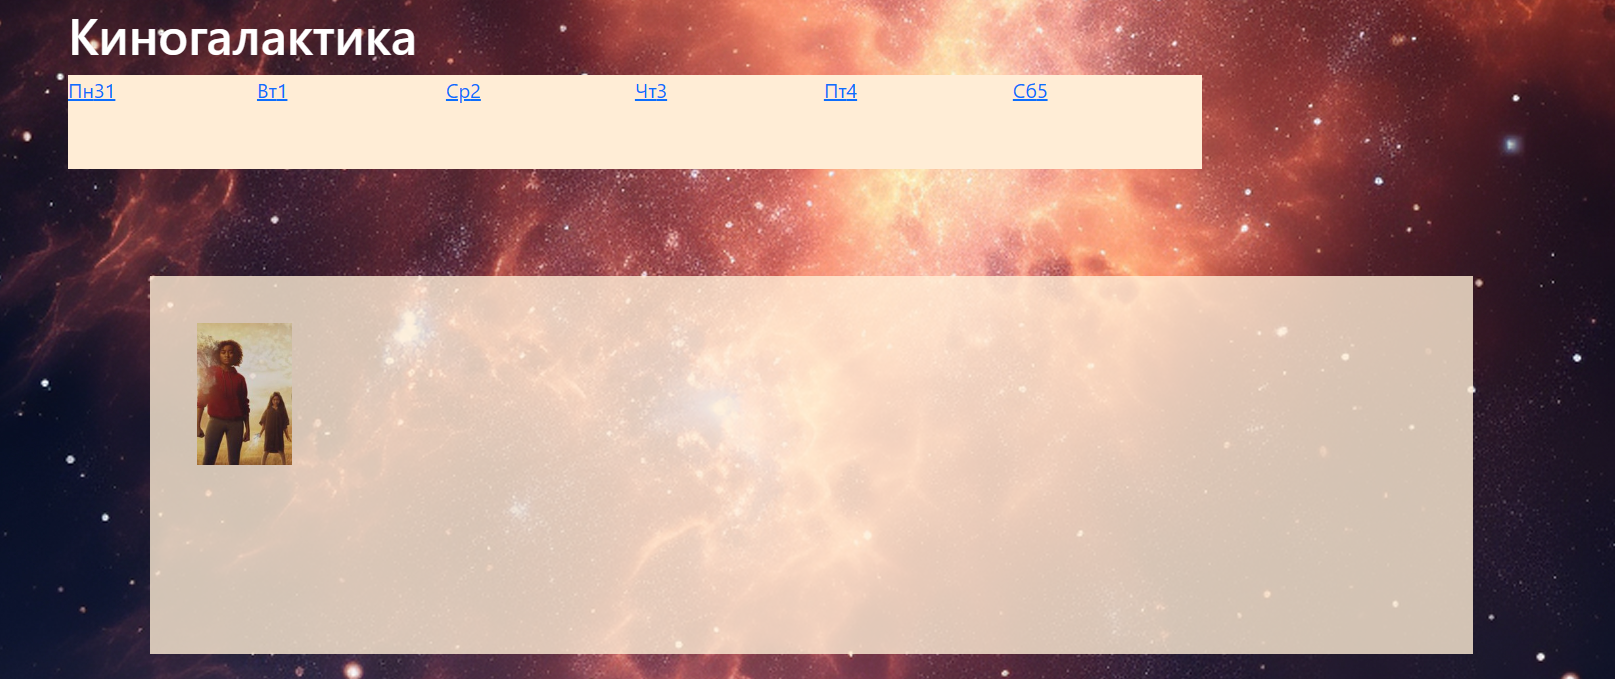 Киногалактика
Пн31 Вт1 Ср2 Чт3 Пт4 Сб5